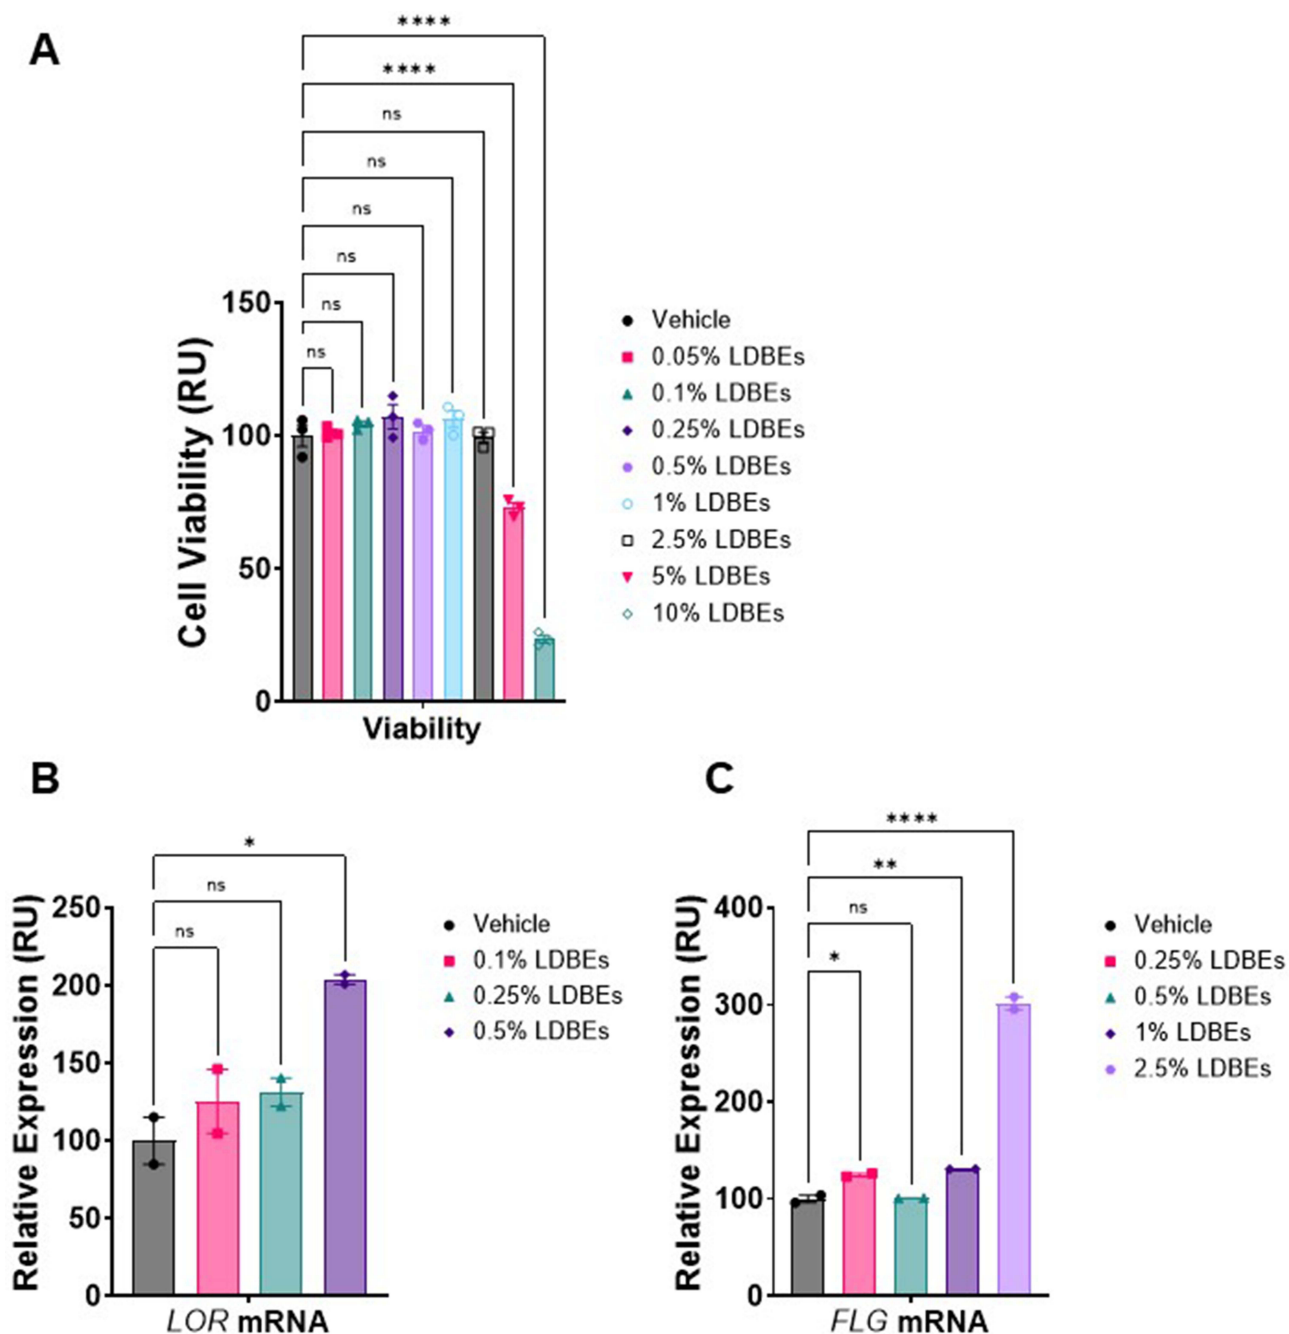 A
****
****
ns
ns
ns
ns
ns
ns
Cell Viability (RU)
150
100
50
0
Viability
Vehicle
0.05% LDBEs
0.1% LDBEs
0.25% LDBEs
0.5% LDBEs
1% LDBEs
2.5% LDBEs
5% LDBEs
10% LDBEs
B
*
ns
ns
Relative Expression (RU)
250
200
150
100
50
0
LOR mRNA
Vehicle
0.1% LDBEs
0.25% LDBEs
0.5% LDBEs
C
****
**
ns
*
Relative Expression (RU)
400
300
200
100
0
FLG mRNA
Vehicle
0.25% LDBEs
0.5% LDBEs
1% LDBEs
2.5% LDBEs